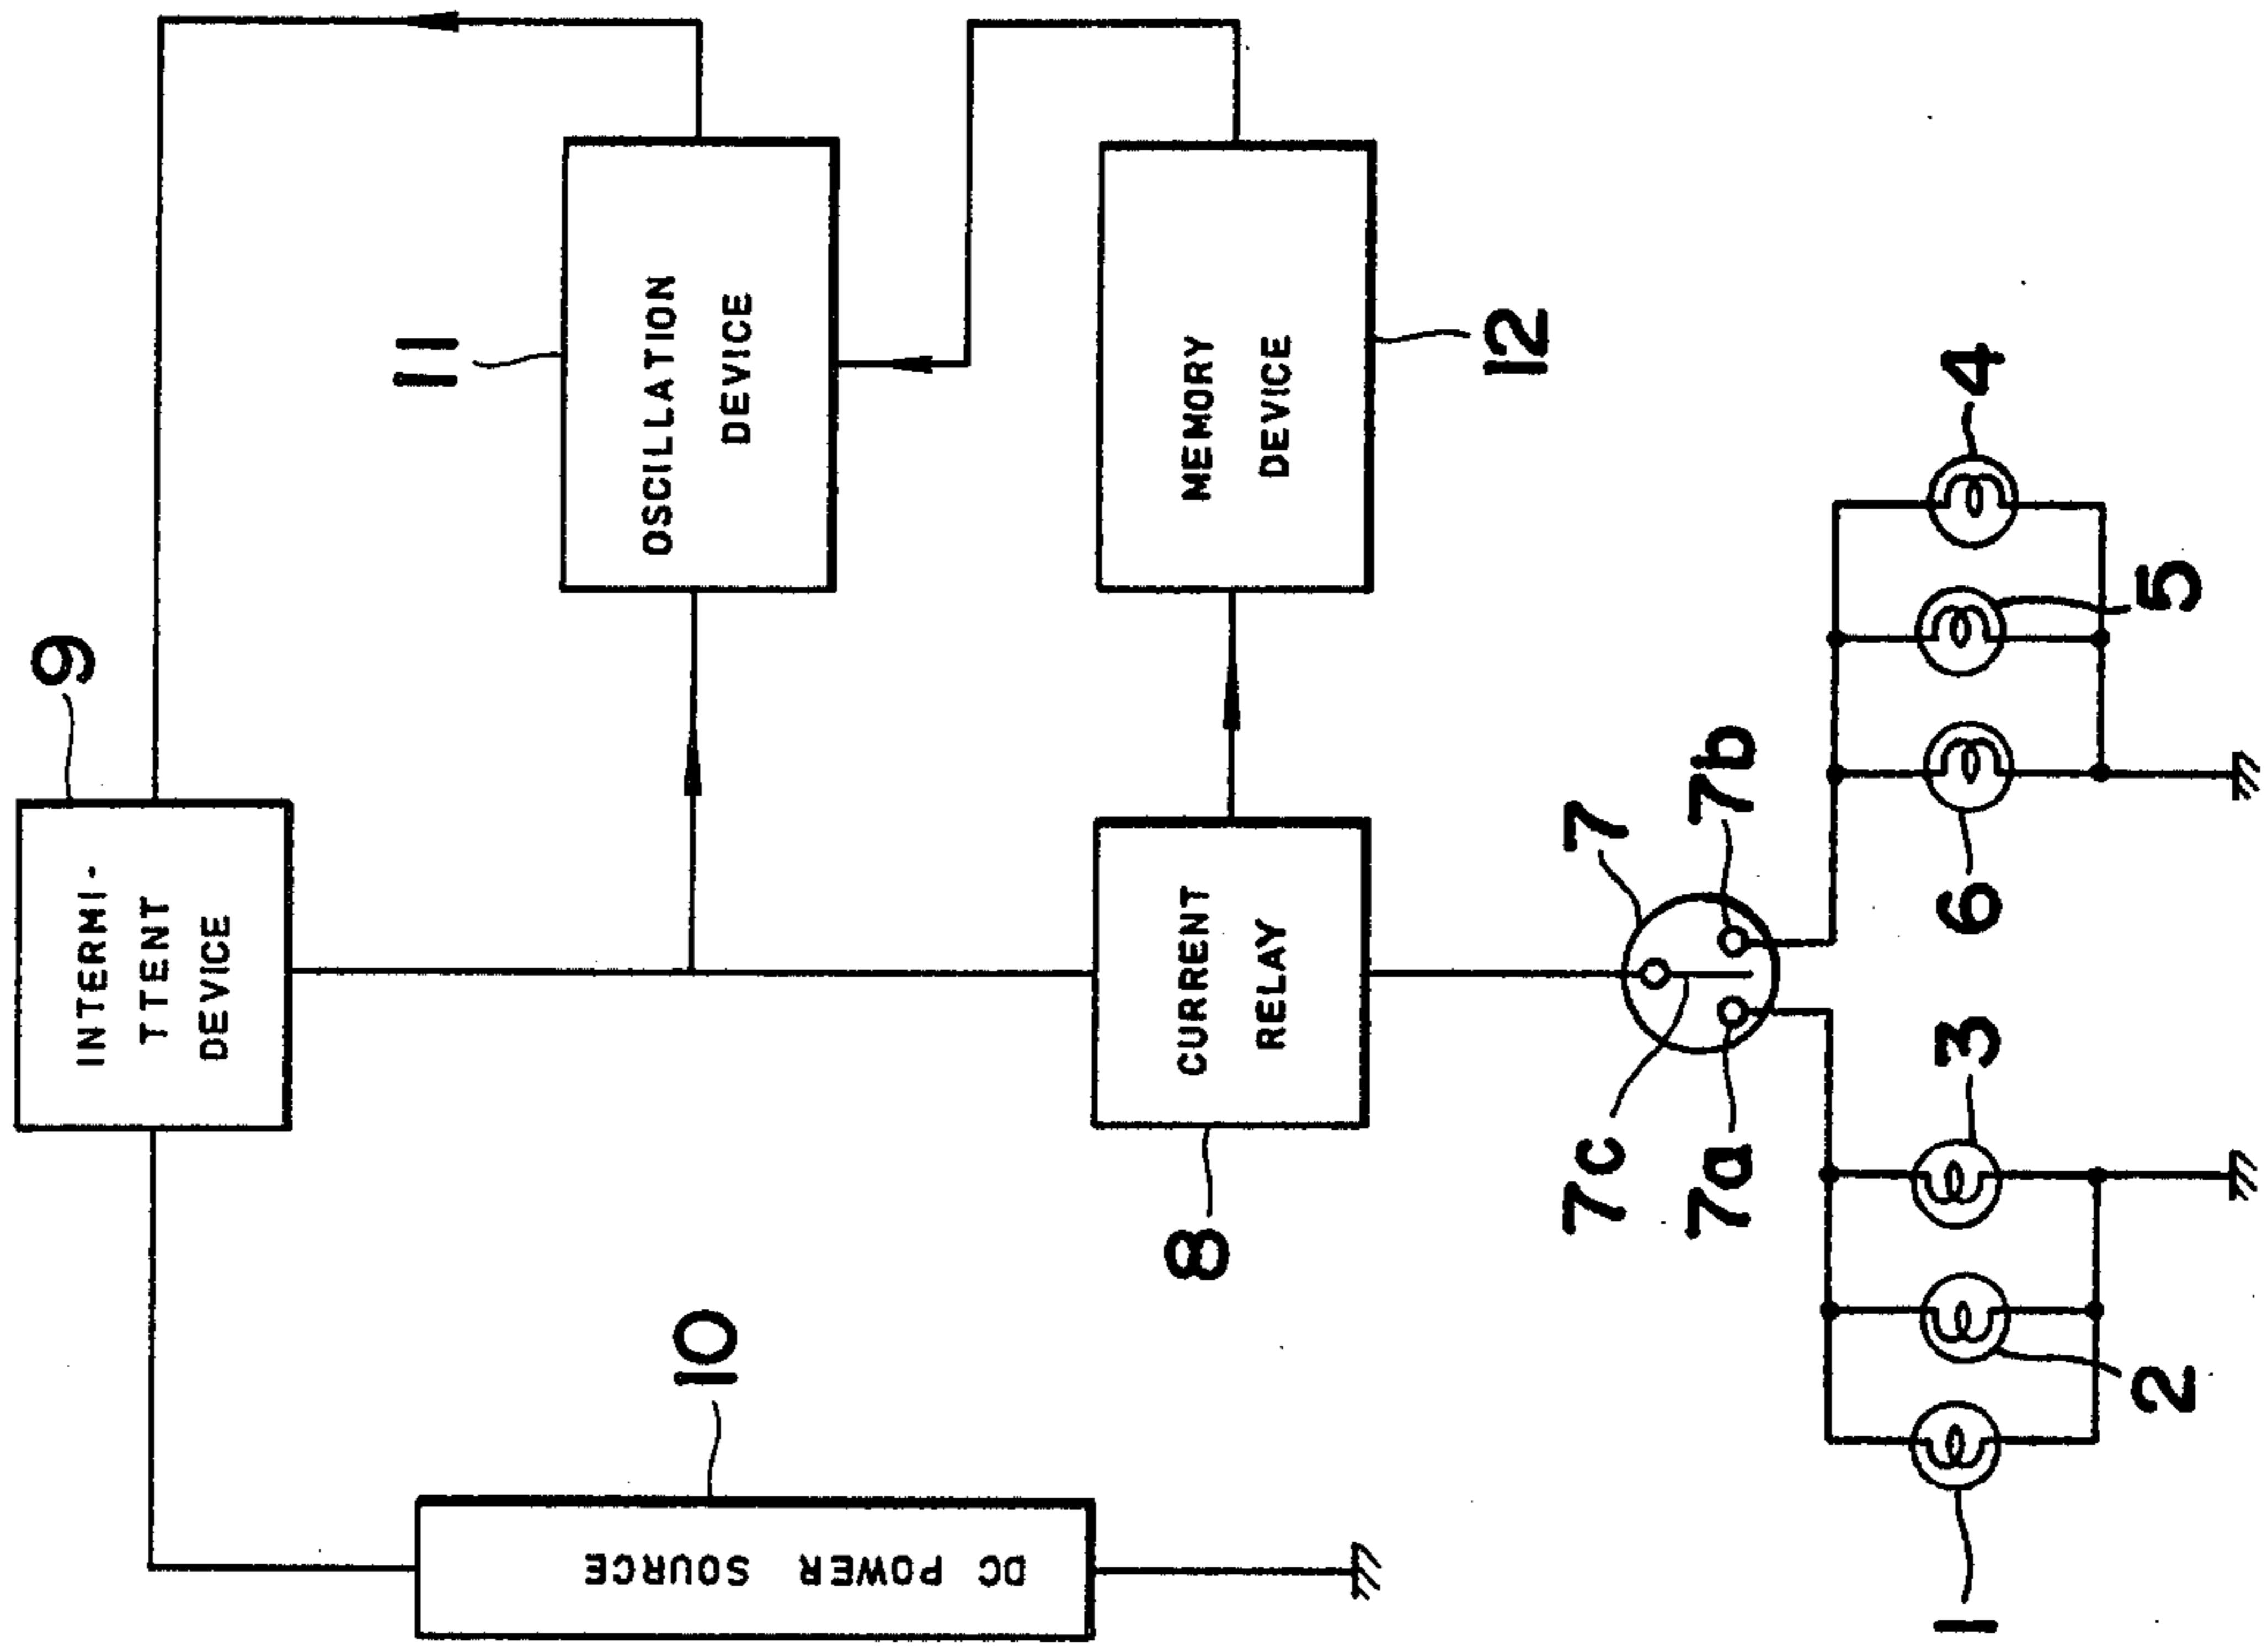 9
INTERMI-
TTENT
DEVICE
11
OSCILLATION
DEVICE
10
DC POWER SOURCE
8
CURRENT
RELAY
12
MEMORY
DEVICE
7
7c
7a
7b
1
2
3
6
5
4